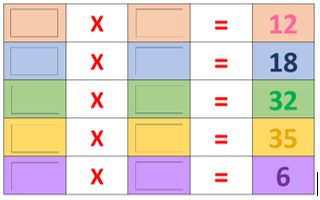 X = 12
X = 18
X = 32
X = 35
X = 6